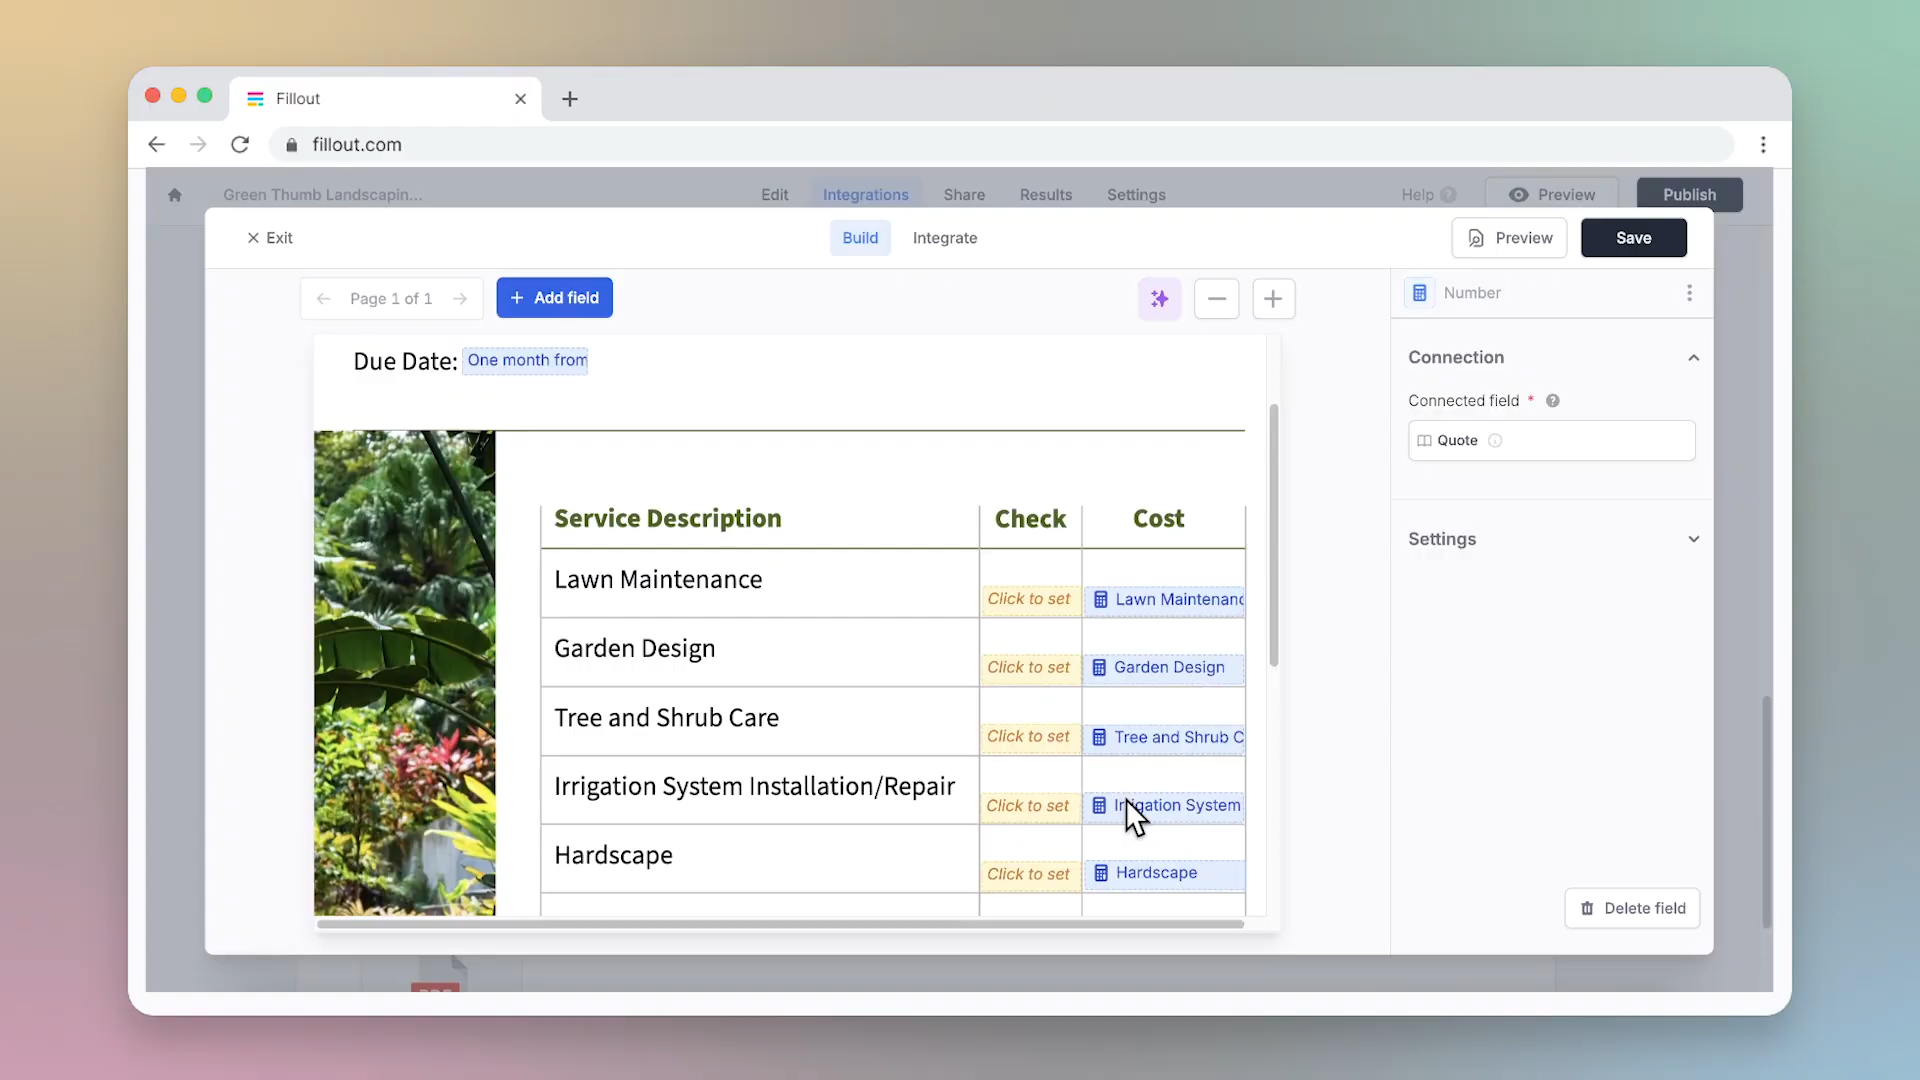 Fillout
fillout.com
Green Thumb Landscapin...
Edit
Integrations
Share
Results
Settings
Help
Preview
Publish
Exit
Build
Integrate
Preview
Save
Page 1 of 1
+ Add field
Number
Due Date: One month from
Connection
Connected field *
Quote
Settings
Service Description Check Cost
Lawn Maintenance
Click to set Lawn Maintenanc
Garden Design
Click to set Garden Design
Tree and Shrub Care
Click to set Tree and Shrub C
Irrigation System Installation/Repair
Click to set Irrigation System
Hardscape
Click to set Hardscape
Delete field
PDF